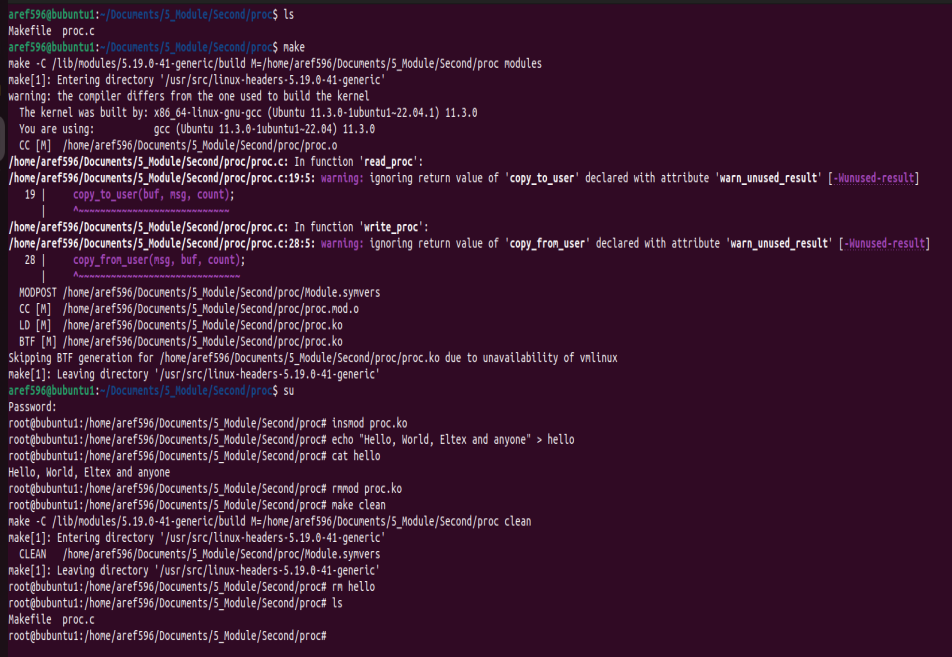 aref596@bubuntu1:~/Documents/5_Module/Second/proc$ ls
Makefile  proc.c
aref596@bubuntu1:~/Documents/5_Module/Second/proc$ make
make -C /lib/modules/5.19.0-41-generic/build M=/home/aref596/Documents/5_Module/Second/proc modules
make[1]: Entering directory '/usr/src/linux-headers-5.19.0-41-generic'
warning: the compiler differs from the one used to build the kernel
  The kernel was built by: x86_64-linux-gnu-gcc (Ubuntu 11.3.0-1ubuntu1~22.04.1) 11.3.0
  You are using:           gcc (Ubuntu 11.3.0-1ubuntu1~22.04) 11.3.0
  CC [M]  /home/aref596/Documents/5_Module/Second/proc/proc.o
/home/aref596/Documents/5_Module/Second/proc/proc.c: In function 'read_proc':
/home/aref596/Documents/5_Module/Second/proc/proc.c:19:5: warning: ignoring return value of 'copy_to_user' declared with attribute 'warn_unused_result' [-Wunused-result]
   19 |     copy_to_user(buf, msg, count);
      |     ^~~~~~~~~~~~~~~~~~~~~~~~~~~~~
/home/aref596/Documents/5_Module/Second/proc/proc.c: In function 'write_proc':
/home/aref596/Documents/5_Module/Second/proc/proc.c:28:5: warning: ignoring return value of 'copy_from_user' declared with attribute 'warn_unused_result' [-Wunused-result]
   28 |     copy_from_user(msg, buf, count);
      |     ^~~~~~~~~~~~~~~~~~~~~~~~~~~~~~~
  MODPOST /home/aref596/Documents/5_Module/Second/proc/Module.symvers
  CC [M]  /home/aref596/Documents/5_Module/Second/proc/proc.mod.o
  LD [M]  /home/aref596/Documents/5_Module/Second/proc/proc.ko
  BTF [M] /home/aref596/Documents/5_Module/Second/proc/proc.ko
Skipping BTF generation for /home/aref596/Documents/5_Module/Second/proc/proc.ko due to unavailability of vmlinux
make[1]: Leaving directory '/usr/src/linux-headers-5.19.0-41-generic'
aref596@bubuntu1:~/Documents/5_Module/Second/proc$ su
Password:
root@bubuntu1:/home/aref596/Documents/5_Module/Second/proc# insmod proc.ko
root@bubuntu1:/home/aref596/Documents/5_Module/Second/proc# echo "Hello, World, Eltex and anyone" > hello
root@bubuntu1:/home/aref596/Documents/5_Module/Second/proc# cat hello
Hello, World, Eltex and anyone
root@bubuntu1:/home/aref596/Documents/5_Module/Second/proc# rmmod proc.ko
root@bubuntu1:/home/aref596/Documents/5_Module/Second/proc# make clean
make -C /lib/modules/5.19.0-41-generic/build M=/home/aref596/Documents/5_Module/Second/proc clean
make[1]: Entering directory '/usr/src/linux-headers-5.19.0-41-generic'
  CLEAN   /home/aref596/Documents/5_Module/Second/proc/Module.symvers
make[1]: Leaving directory '/usr/src/linux-headers-5.19.0-41-generic'
root@bubuntu1:/home/aref596/Documents/5_Module/Second/proc# rm hello
root@bubuntu1:/home/aref596/Documents/5_Module/Second/proc# ls
Makefile  proc.c
root@bubuntu1:/home/aref596/Documents/5_Module/Second/proc#